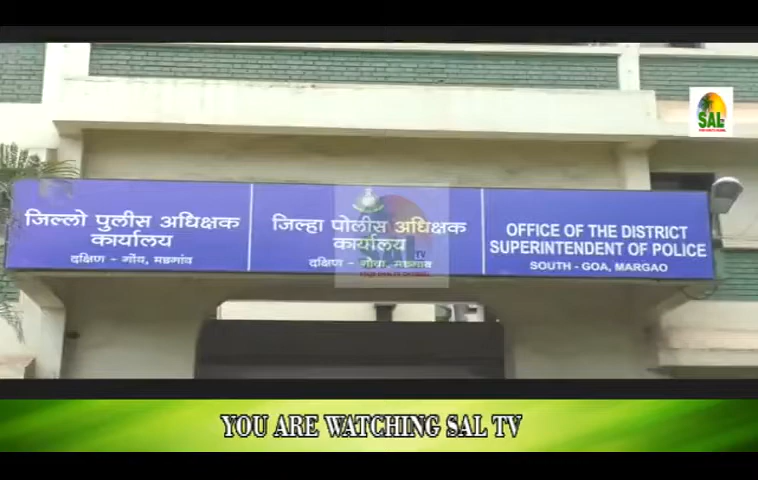 SAL
जिल्लो पुलीस अधिक्षक
कार्यालय
दक्षिण - गोंय, मडगांव
जिल्हा पोलीस अधिक्षक
कार्यालय
दक्षिण - गोवा, मडगांव
OFFICE OF THE DISTRICT
SUPERINTENDENT OF POLICE
SOUTH - GOA, MARGAO
YOU ARE WATCHING SAL TV